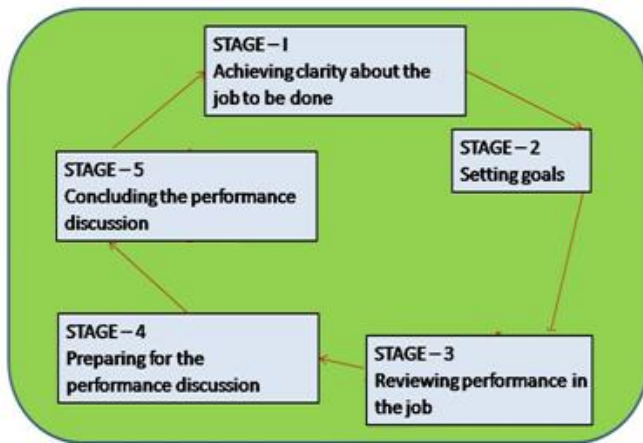 STAGE – I
Achieving clarity about the
job to be done
STAGE – 2
Setting goals
STAGE – 3
Reviewing performance in
the job
STAGE – 4
Preparing for the
performance discussion
STAGE – 5
Concluding the performance
discussion